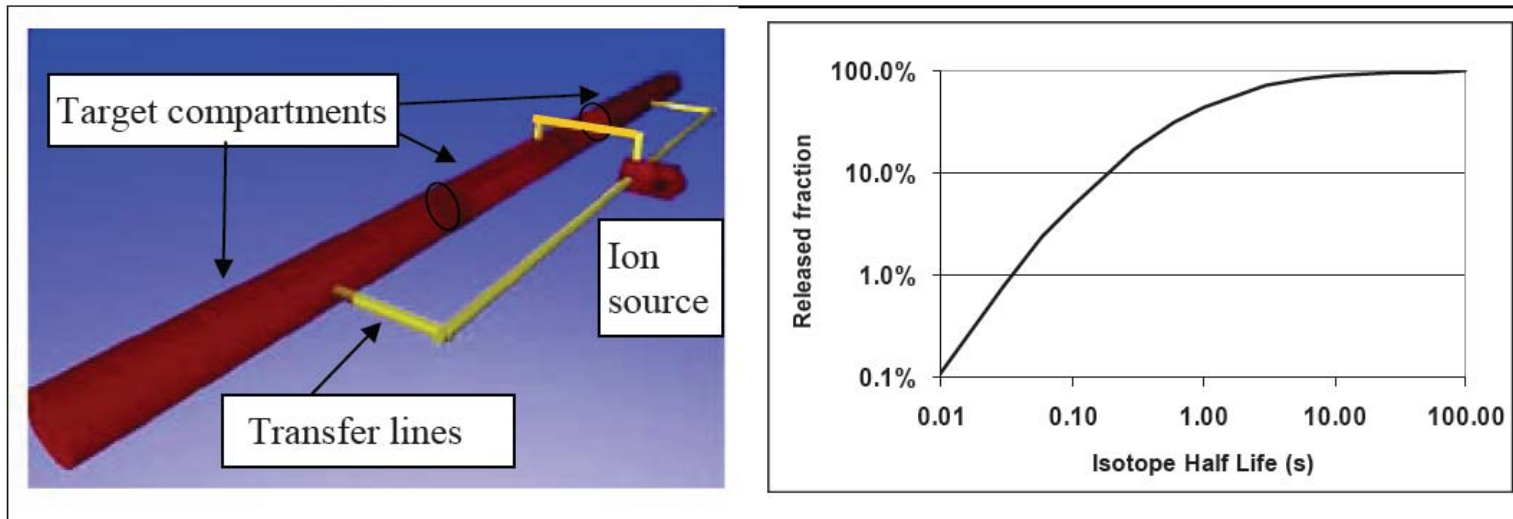 Target compartments
Ion
source
Transfer lines
100.0%
10.0%
1.0%
0.1%
Released fraction
0.01 0.10 1.00 10.00 100.00
Isotope Half Life (s)